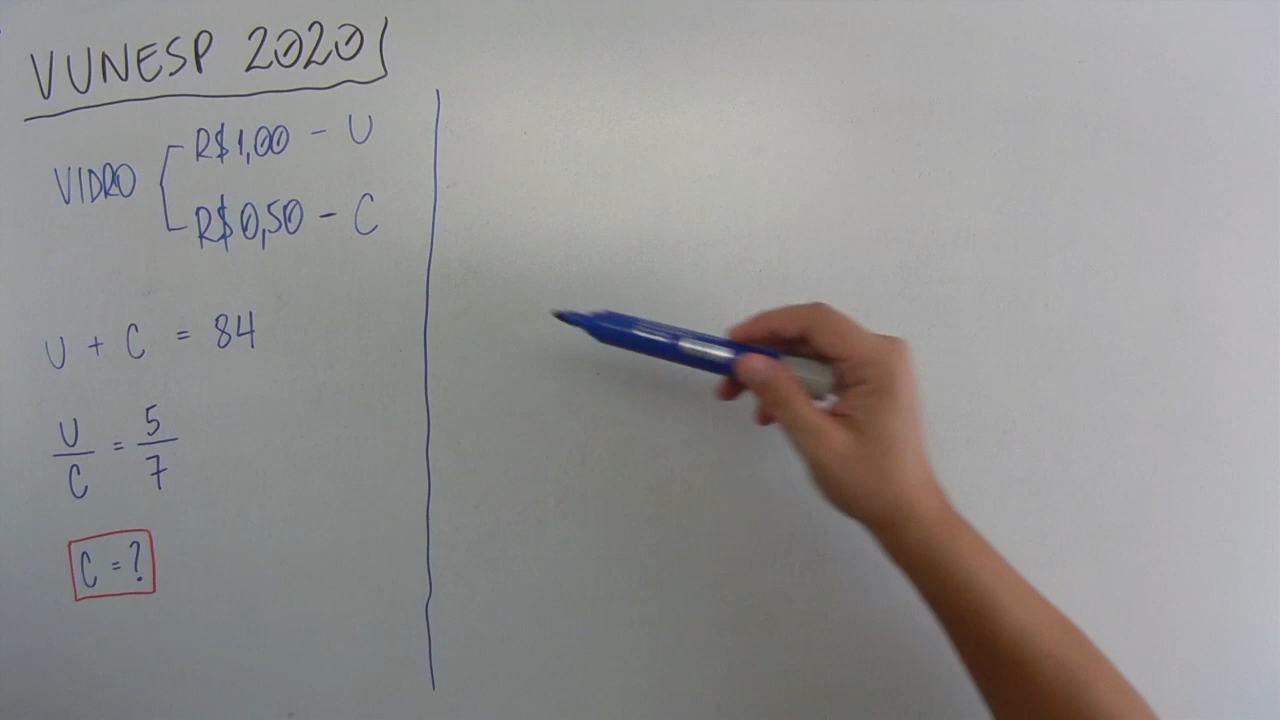 VUNESP 2020
VIDRO
R$1,00 - U
R$0,50 - C
U + C = 84
U/C = 5/7
C = ?